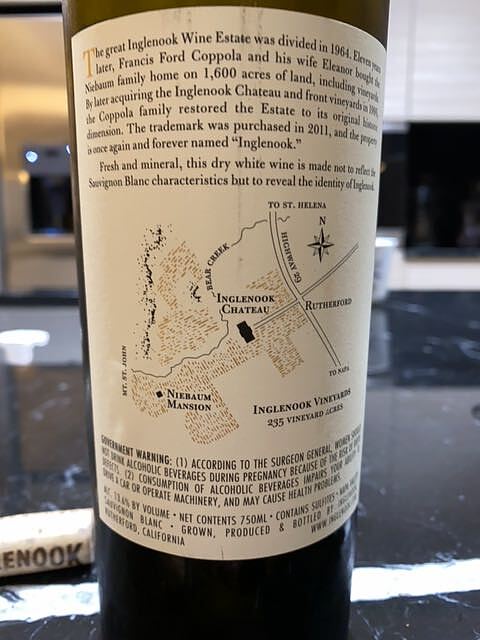 The great Inglenook Wine Estate was divided in 1964. Eleven years
later, Francis Ford Coppola and his wife Eleanor bought the
Niebaum family home on 1,600 acres of land, including vineyards.
By later acquiring the Inglenook Chateau and front vineyards in 1995,
the Coppola family restored the Estate to its original historic
dimension. The trademark was purchased in 2011, and the property
is once again and forever named “Inglenook.”
Fresh and mineral, this dry white wine is made not to reflect the
Sauvignon Blanc characteristics but to reveal the identity of Inglenook.
TO ST. HELENA
N
HIGHWAY 29
BEAR CREEK
INGLENOOK
CHATEAU
RUTHERFORD
MT. ST. JOHN
TO NAPA
NIEBAUM
MANSION
INGLENOOK VINEYARDS
235 VINEYARD ACRES
GOVERNMENT WARNING: (1) ACCORDING TO THE SURGEON GENERAL, WOMEN SHOULD
NOT DRINK ALCOHOLIC BEVERAGES DURING PREGNANCY BECAUSE OF THE RISK OF
DEFECTS. (2) CONSUMPTION OF ALCOHOLIC BEVERAGES IMPAIRS YOUR
DRIVE A CAR OR OPERATE MACHINERY, AND MAY CAUSE HEALTH PROBLEMS.
ALC. 13.6% BY VOLUME • NET CONTENTS 750ML • CONTAINS SULFITES •
SAUVIGNON BLANC • GROWN, PRODUCED & BOTTLED BY
RUTHERFORD, CALIFORNIA WWW.INGLENOOK
LENOOK